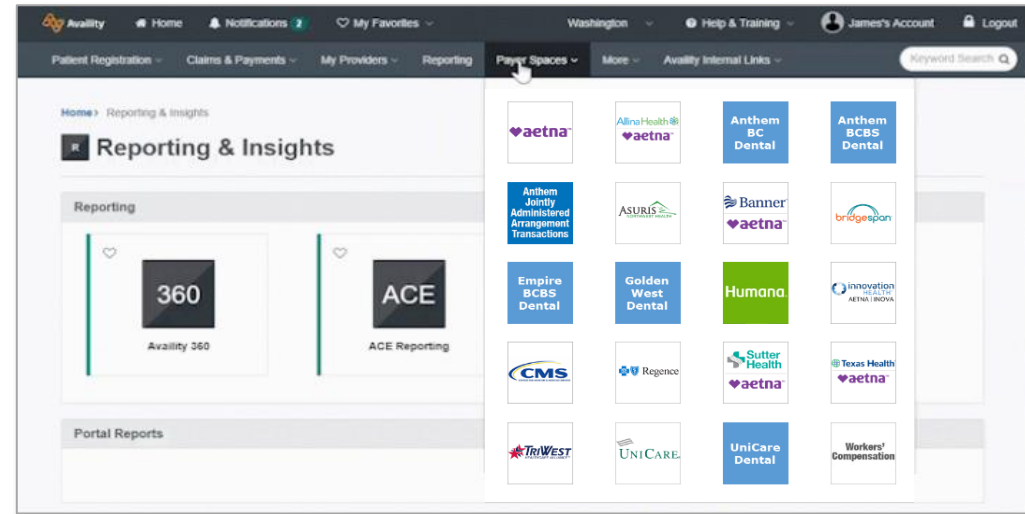 Availity Home Notifications 2 My Favorites Washington Help & Training James's Account Logout
Patient Registration Claims & Payments My Providers Reporting Payer Spaces More Availity Internal Links Keyword Search
Home > Reporting & Insights
R Reporting & Insights
Reporting
360
Availity 360
ACE
ACE Reporting
Portal Reports
aetna
Allina Health
aetna
Anthem
BC
Dental
Anthem
BCBS
Dental
Anthem
Jointly
Administered
Arrangement
Transactions
ASURIS
Banner
aetna
bridgespan
Empire
BCBS
Dental
Golden
West
Dental
Humana
innovation
HEALTH
AETNA | INOVA
CMS
Regence
Sutter
Health
aetna
Texas Health
aetna
TRIWEST
UNICARE
UniCare
Dental
Workers'
Compensation